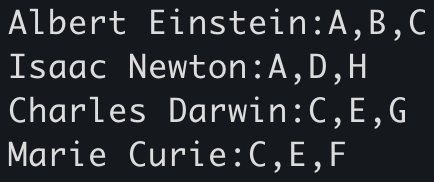 Albert Einstein:A,B,C
Isaac Newton:A,D,H
Charles Darwin:C,E,G
Marie Curie:C,E,F